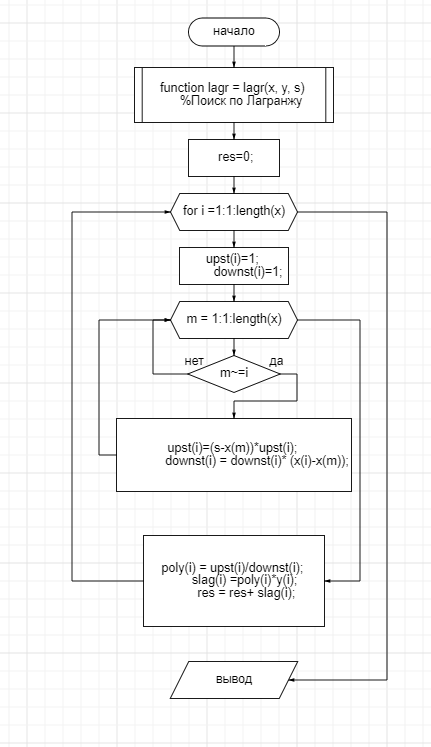 начало
function lagr = lagr(x, y, s)
%Поиск по Лагранжу
res=0;
for i =1:1:length(x)
upst(i)=1;
downst(i)=1;
m = 1:1:length(x)
нет
да
m~=i
upst(i)=(s-x(m))*upst(i);
downst(i) = downst(i)* (x(i)-x(m));
poly(i) = upst(i)/downst(i);
slag(i) =poly(i)*y(i);
res = res+ slag(i);
вывод